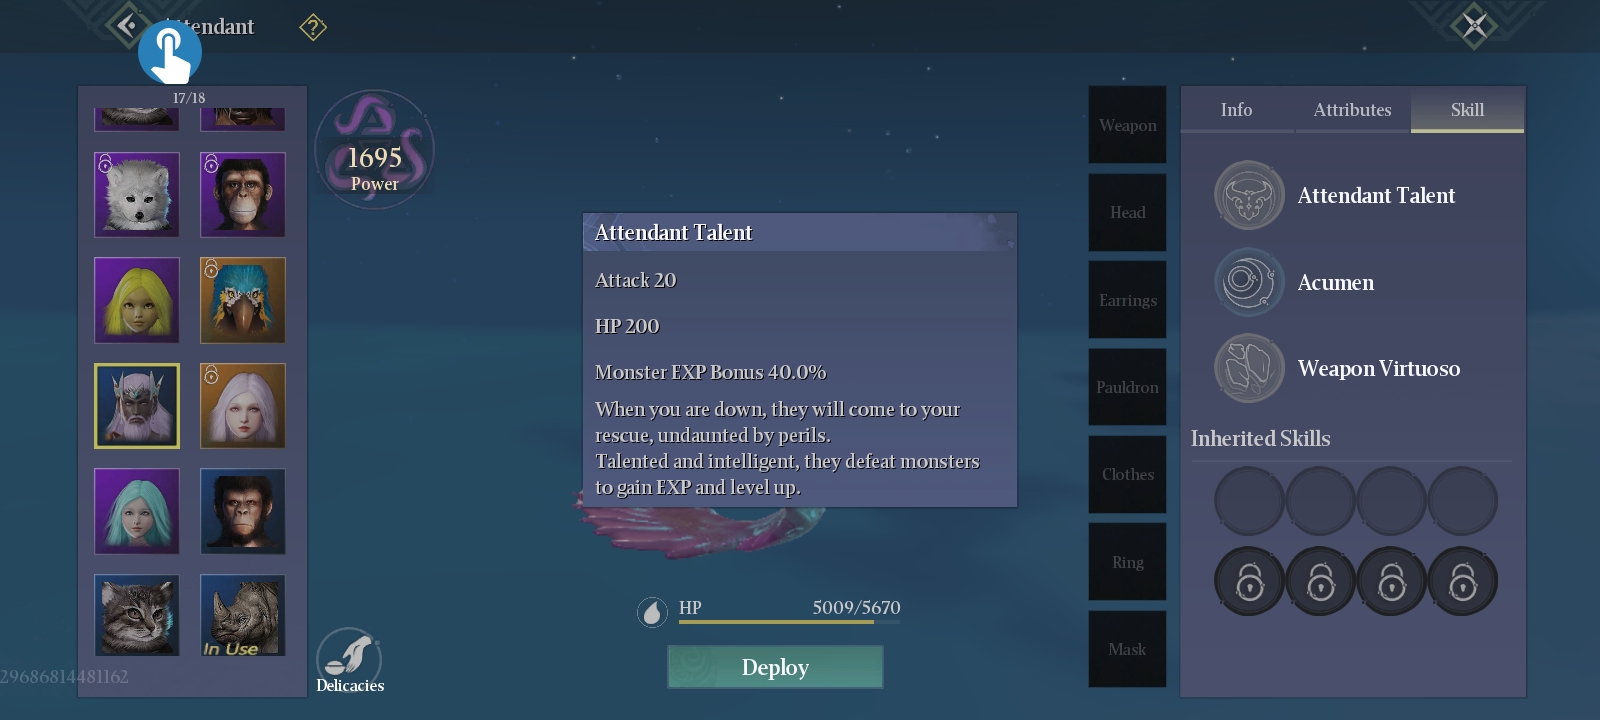 Attendant
?
17/18
1695
Power
In Use
29686814481162
Delicacies
Attendant Talent
Attack 20
HP 200
Monster EXP Bonus 40.0%
When you are down, they will come to your
rescue, undaunted by perils.
Talented and intelligent, they defeat monsters
to gain EXP and level up.
HP 5009/5670
Deploy
Weapon
Head
Earrings
Pauldron
Clothes
Ring
Mask
Info Attributes Skill
Attendant Talent
Acumen
Weapon Virtuoso
Inherited Skills